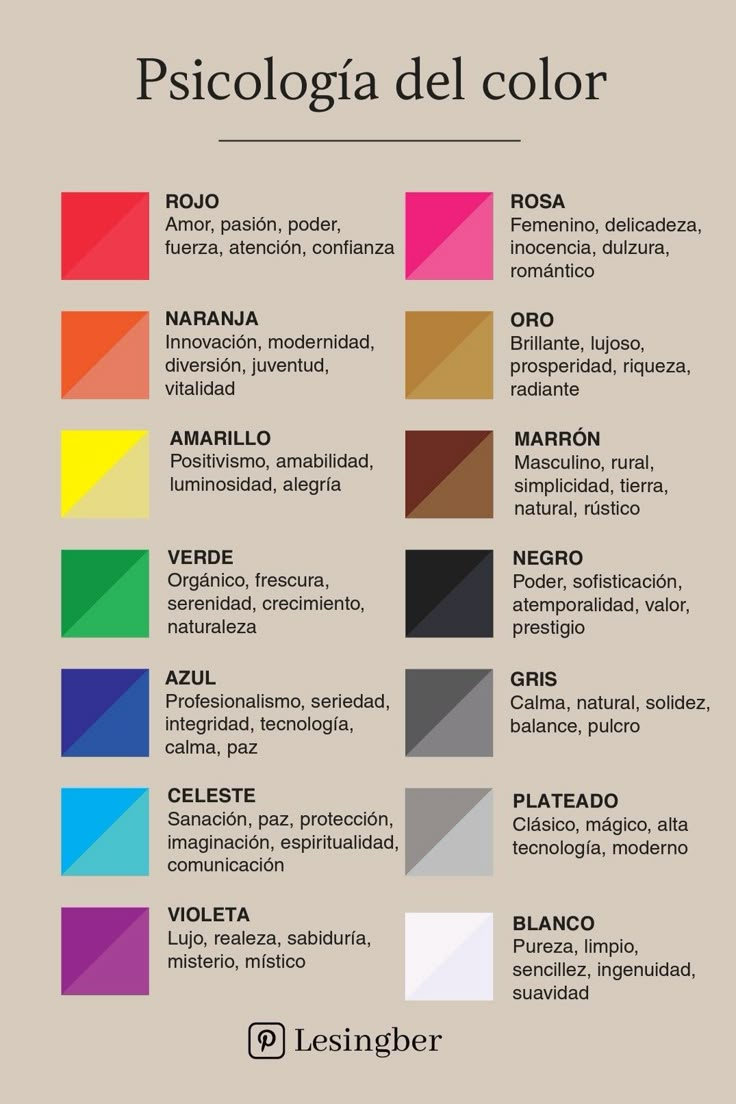 Psicología del color
ROJO
Amor, pasión, poder,
fuerza, atención, confianza
NARANJA
Innovación, modernidad,
diversión, juventud,
vitalidad
AMARILLO
Positivismo, amabilidad,
luminosidad, alegría
VERDE
Orgánico, frescura,
serenidad, crecimiento,
naturaleza
AZUL
Profesionalismo, seriedad,
integridad, tecnología,
calma, paz
CELESTE
Sanación, paz, protección,
imaginación, espiritualidad,
comunicación
VIOLETA
Lujo, realeza, sabiduría,
misterio, místico
ROSA
Femenino, delicadeza,
inocencia, dulzura,
romántico
ORO
Brillante, lujoso,
prosperidad, riqueza,
radiante
MARRÓN
Masculino, rural,
simplicidad, tierra,
natural, rústico
NEGRO
Poder, sofisticación,
atemporalidad, valor,
prestigio
GRIS
Calma, natural, solidez,
balance, pulcro
PLATEADO
Clásico, mágico, alta
tecnología, moderno
BLANCO
Pureza, limpio,
sencillez, ingenuidad,
suavidad
Lesingber